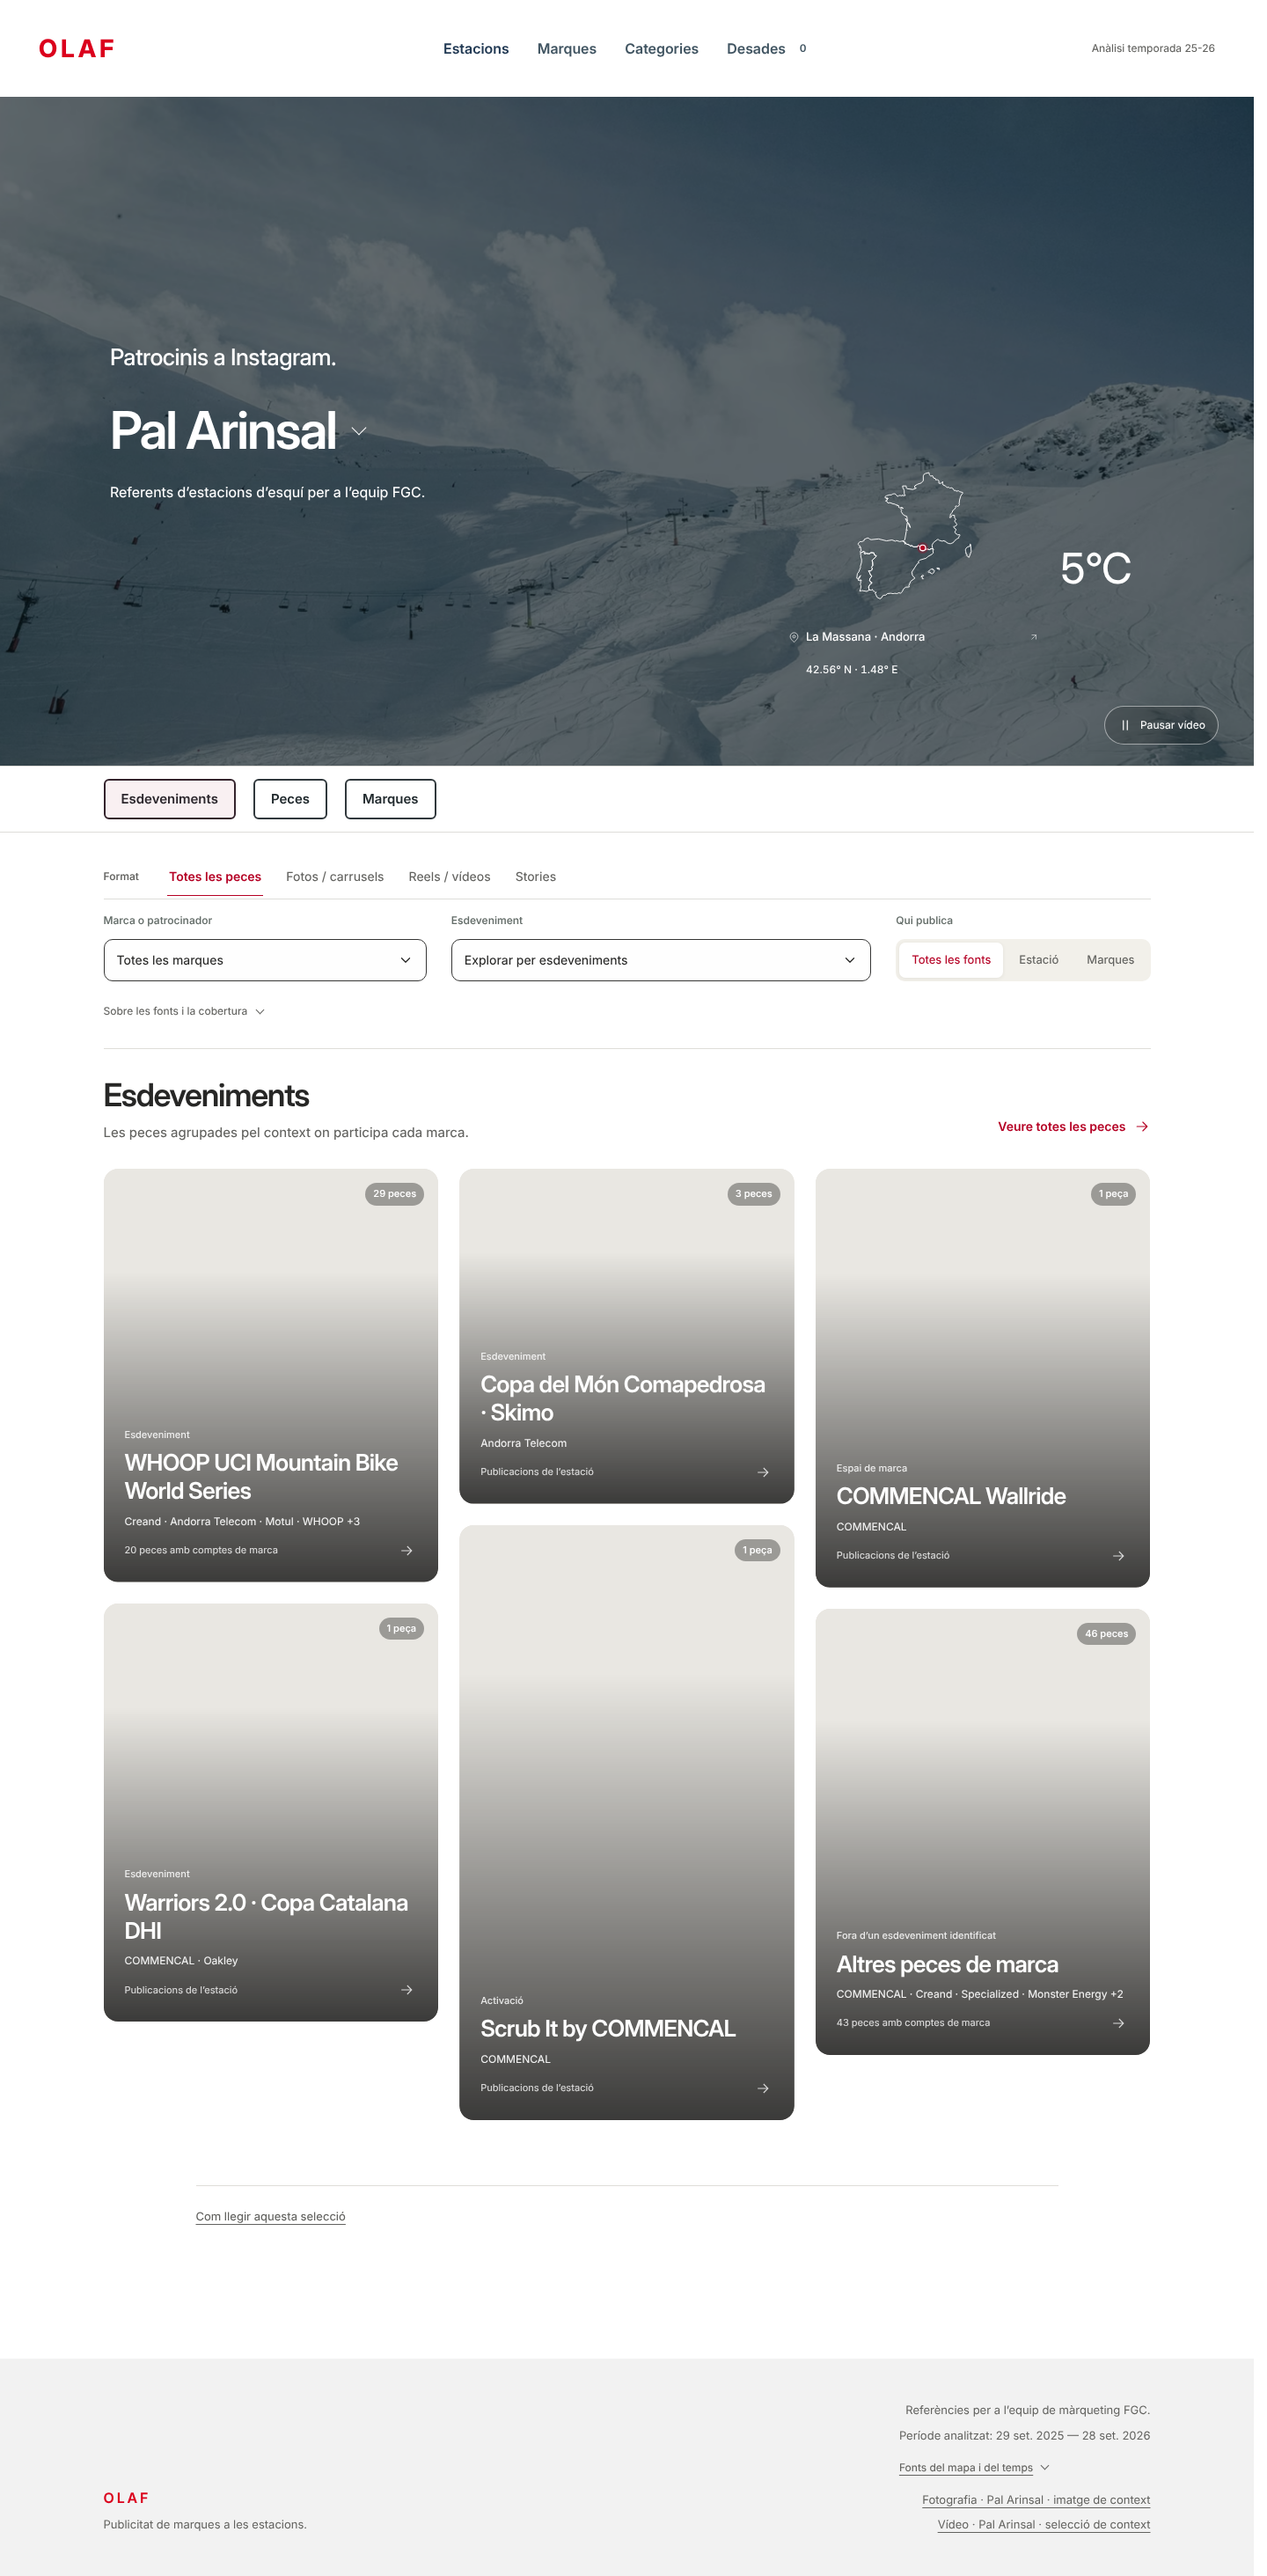 OLAF
Estacions
Marques
Categories
Desades
0
Anàlisi temporada 25-26
Patrocinis a Instagram.
Pal Arinsal
Referents d’estacions d’esquí per a l’equip FGC.
5°C
La Massana · Andorra
42.56° N · 1.48° E
Pausar vídeo
Esdeveniments
Peces
Marques
Format
Totes les peces
Fotos / carrusels
Reels / vídeos
Stories
Marca o patrocinador
Totes les marques
Esdeveniment
Explorar per esdeveniments
Qui publica
Totes les fonts
Estació
Marques
Sobre les fonts i la cobertura
Esdeveniments
Les peces agrupades pel context on participa cada marca.
Veure totes les peces
29 peces
Esdeveniment
WHOOP UCI Mountain Bike
World Series
Creand · Andorra Telecom · Motul · WHOOP +3
20 peces amb comptes de marca
3 peces
Esdeveniment
Copa del Món Comapedrosa
· Skimo
Andorra Telecom
Publicacions de l’estació
1 peça
Espai de marca
COMMENCAL Wallride
COMMENCAL
Publicacions de l’estació
1 peça
Esdeveniment
Warriors 2.0 · Copa Catalana
DHI
COMMENCAL · Oakley
Publicacions de l’estació
1 peça
Activació
Scrub It by COMMENCAL
COMMENCAL
Publicacions de l’estació
46 peces
Fora d’un esdeveniment identificat
Altres peces de marca
COMMENCAL · Creand · Specialized · Monster Energy +2
43 peces amb comptes de marca
Com llegir aquesta selecció
OLAF
Publicitat de marques a les estacions.
Referències per a l’equip de màrqueting FGC.
Període analitzat: 29 set. 2025 — 28 set. 2026
Fonts del mapa i del temps
Fotografia · Pal Arinsal · imatge de context
Vídeo · Pal Arinsal · selecció de context